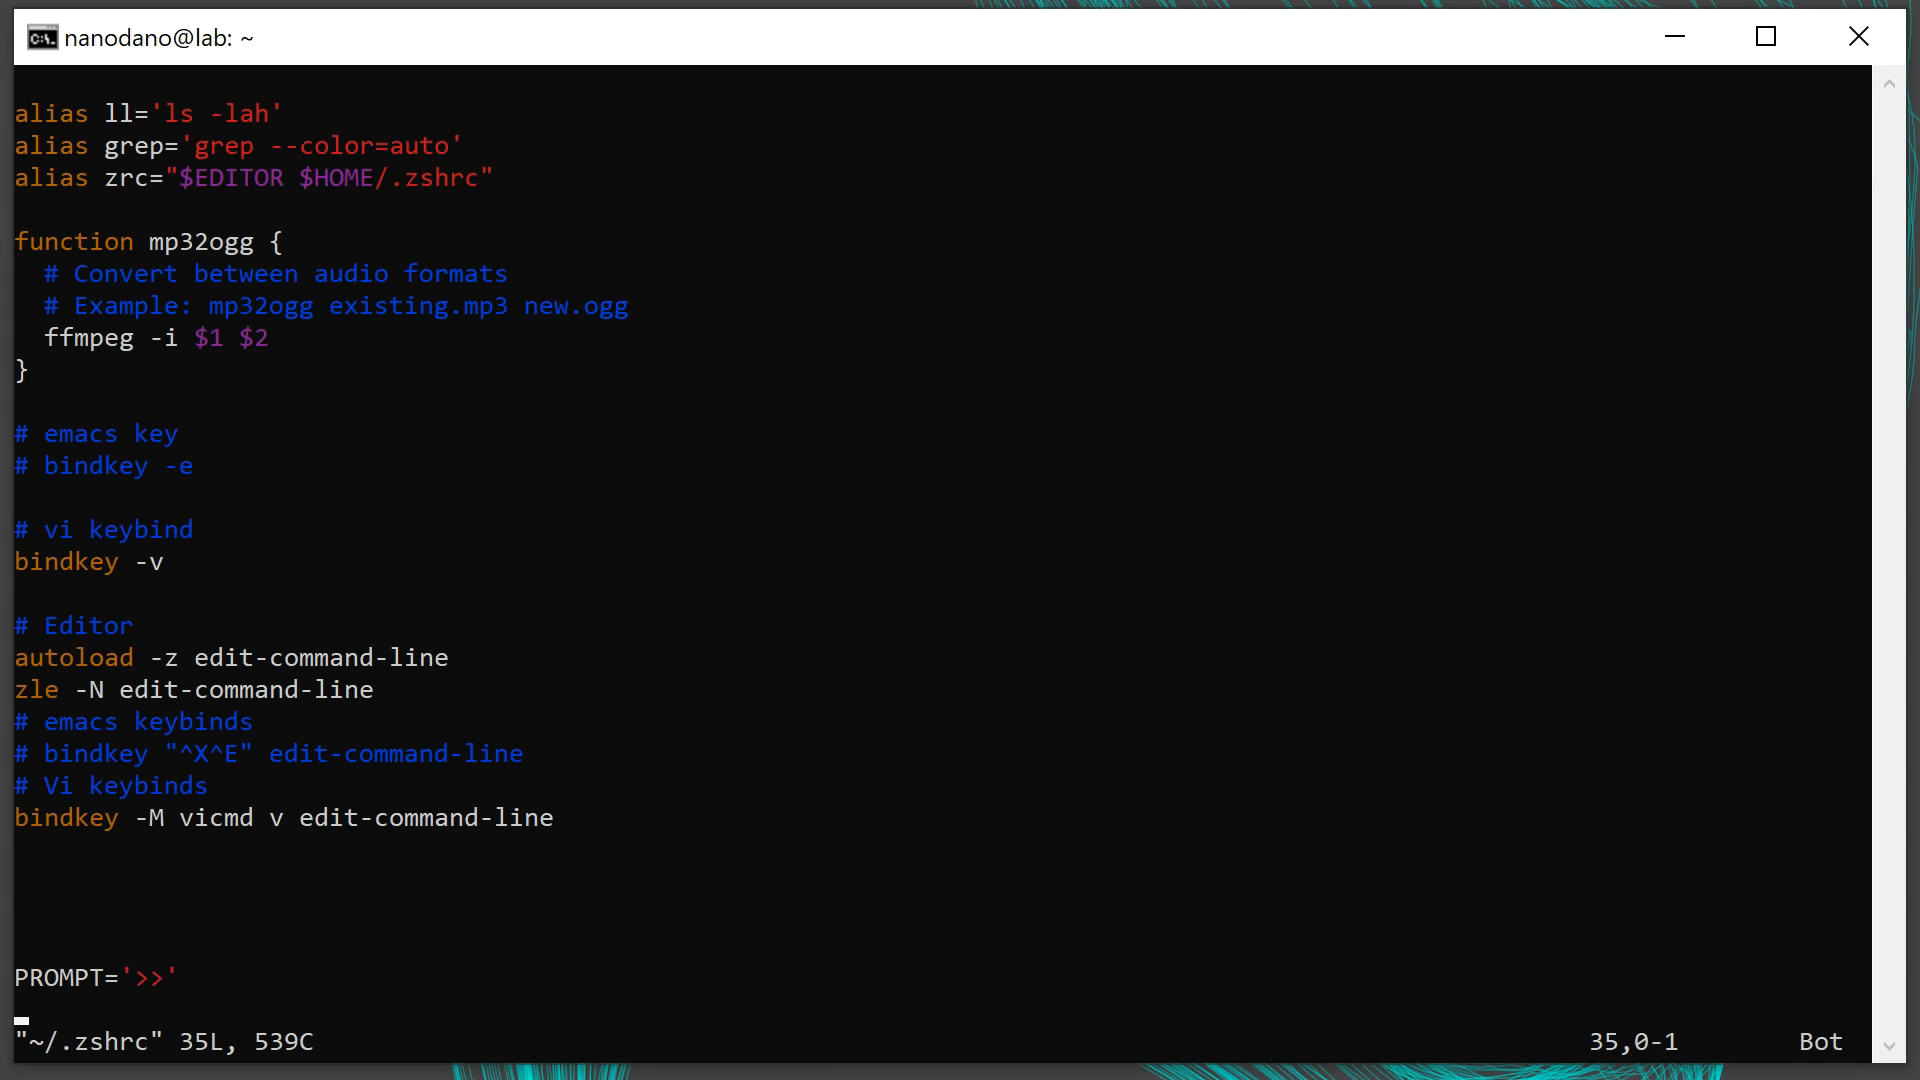 nanodano@lab: ~
alias ll='ls -lah'
alias grep='grep --color=auto'
alias zrc="$EDITOR $HOME/.zshrc"
function mp32ogg {
  # Convert between audio formats
  # Example: mp32ogg existing.mp3 new.ogg
  ffmpeg -i $1 $2
}
# emacs key
# bindkey -e
# vi keybind
bindkey -v
# Editor
autoload -z edit-command-line
zle -N edit-command-line
# emacs keybinds
# bindkey "^X^E" edit-command-line
# Vi keybinds
bindkey -M vicmd v edit-command-line
PROMPT='>>'
"~/.zshrc" 35L, 539C 35,0-1 Bot